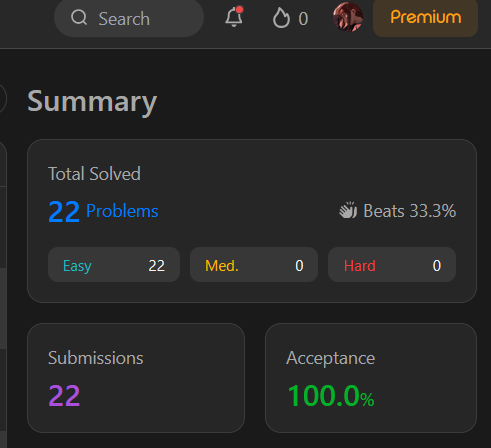 Search 0 Premium
Summary
Total Solved
22 Problems Beats 33.3%
Easy 22 Med. 0 Hard 0
Submissions Acceptance
22 100.0%